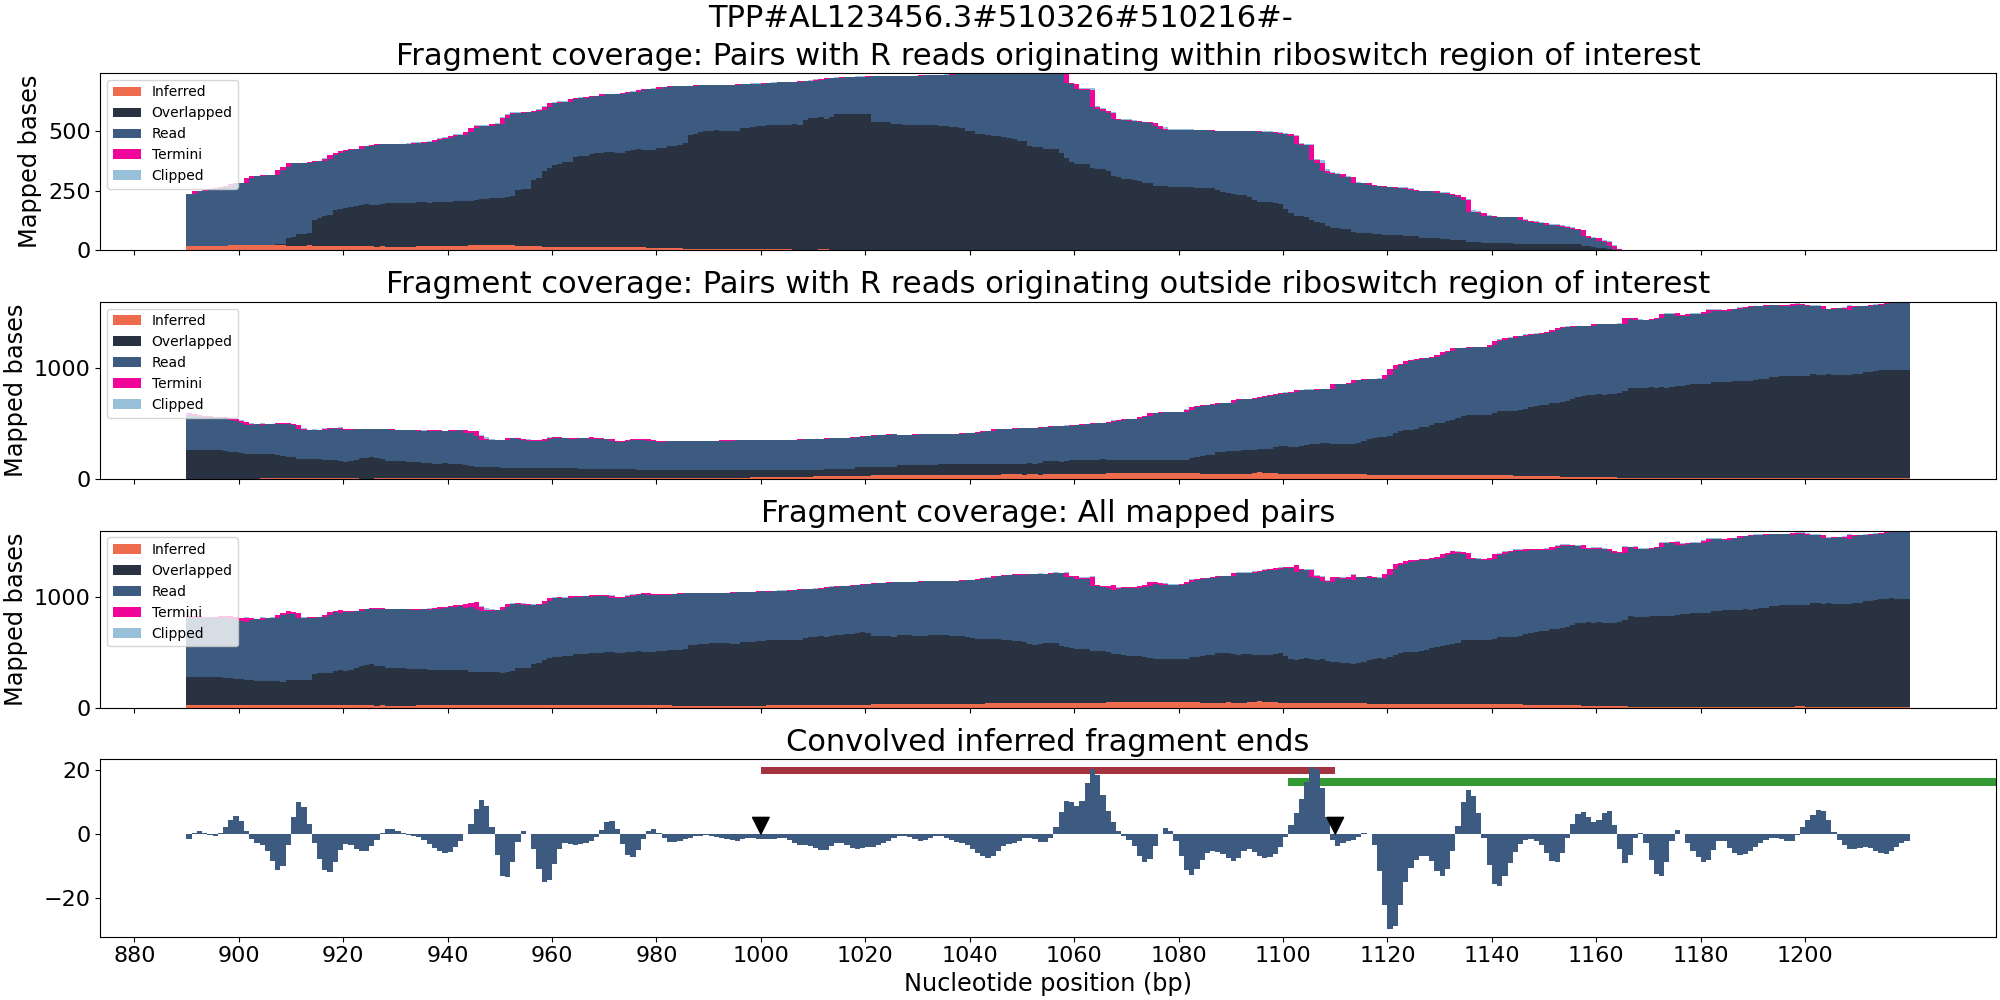 TPP#AL123456.3#510326#510216#-
Fragment coverage: Pairs with R reads originating within riboswitch region of interest
Mapped bases
500
250
0
Inferred
Overlapped
Read
Termini
Clipped
Fragment coverage: Pairs with R reads originating outside riboswitch region of interest
Mapped bases
1000
0
Inferred
Overlapped
Read
Termini
Clipped
Fragment coverage: All mapped pairs
Mapped bases
1000
0
Inferred
Overlapped
Read
Termini
Clipped
Convolved inferred fragment ends
20
0
−20
880 900 920 940 960 980 1000 1020 1040 1060 1080 1100 1120 1140 1160 1180 1200
Nucleotide position (bp)